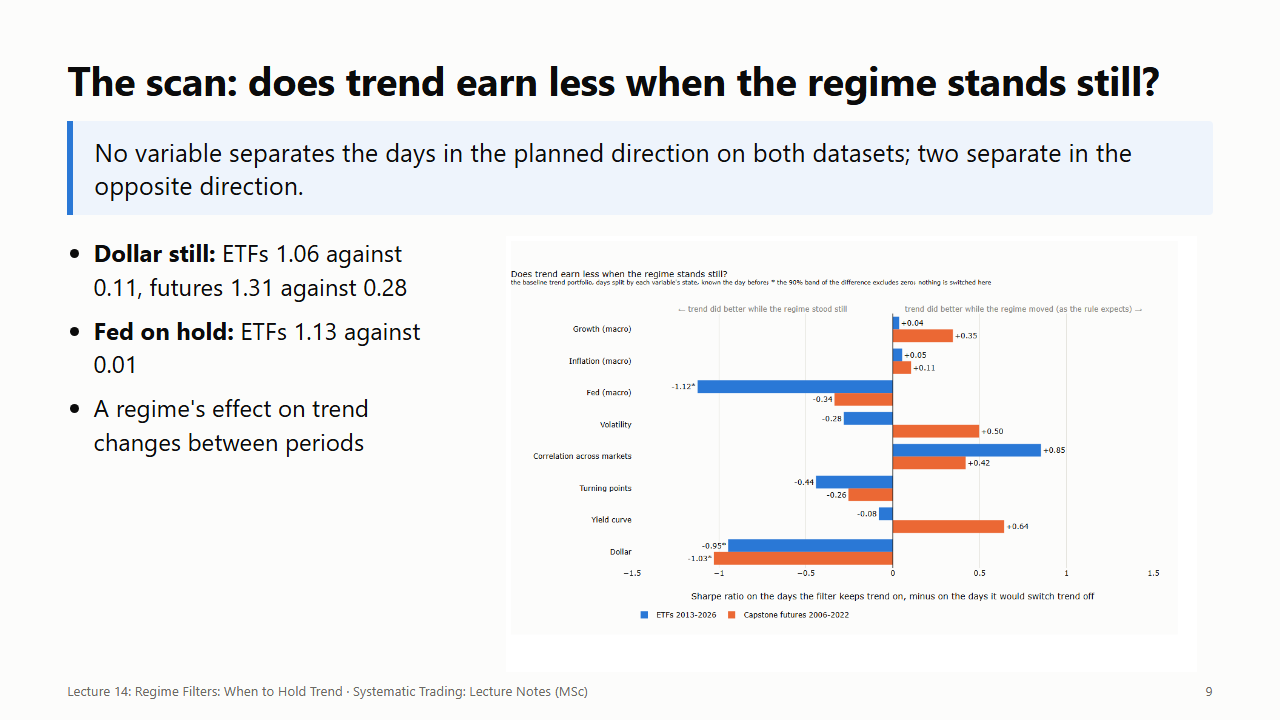 The scan: does trend earn less when the regime stands still?
No variable separates the days in the planned direction on both datasets; two separate in the
opposite direction.
• Dollar still: ETFs 1.06 against
0.11, futures 1.31 against 0.28
• Fed on hold: ETFs 1.13 against
0.01
• A regime's effect on trend
changes between periods
Does trend earn less when the regime stands still?
the baseline trend portfolio, days split by each variable's state, known the day before; * the 90% band of the difference excludes zero; nothing is switched here
← trend did better while the regime stood still
trend did better while the regime moved (as the rule expects) →
Growth (macro)
+0.04
+0.35
Inflation (macro)
+0.05
+0.11
Fed (macro)
-1.12*
-0.34
Volatility
-0.28
+0.50
Correlation across markets
+0.85
+0.42
Turning points
-0.44
-0.26
Yield curve
-0.08
+0.64
Dollar
-0.95*
-1.03*
−1.5 −1 −0.5 0 0.5 1 1.5
Sharpe ratio on the days the filter keeps trend on, minus on the days it would switch trend off
ETFs 2013-2026 Capstone futures 2006-2022
Lecture 14: Regime Filters: When to Hold Trend · Systematic Trading: Lecture Notes (MSc) 9